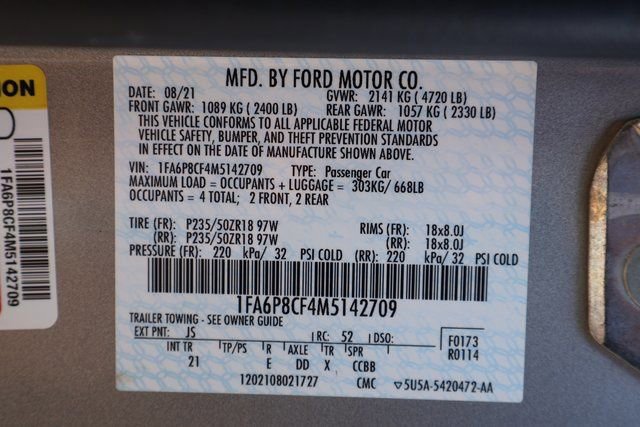 MFD. BY FORD MOTOR CO.
DATE: 08/21 GVWR: 2141 KG ( 4720 LB)
FRONT GAWR: 1089 KG ( 2400 LB) REAR GAWR: 1057 KG ( 2330 LB)
THIS VEHICLE CONFORMS TO ALL APPLICABLE FEDERAL MOTOR
VEHICLE SAFETY, BUMPER, AND THEFT PREVENTION STANDARDS
IN EFFECT ON THE DATE OF MANUFACTURE SHOWN ABOVE.
VIN: 1FA6P8CF4M5142709 TYPE: Passenger Car
MAXIMUM LOAD = OCCUPANTS + LUGGAGE = 303KG/ 668LB
OCCUPANTS = 4 TOTAL; 2 FRONT, 2 REAR
TIRE (FR): P235/50ZR18 97W RIMS (FR): 18x8.0J
(RR): P235/50ZR18 97W (RR): 18x8.0J
PRESSURE (FR): 220 kPa/ 32 PSI COLD (RR): 220 kPa/ 32 PSI COLD
1FA6P8CF4M5142709
TRAILER TOWING - SEE OWNER GUIDE
EXT PNT: JS RC: 52 DSO: F0173
INT TR TP/PS R AXLE TR SPR R0114
21 E DD X CCBB
1202108021727 CMC ▽5U5A-5420472-AA
ION
1FA6P8CF4M5142709